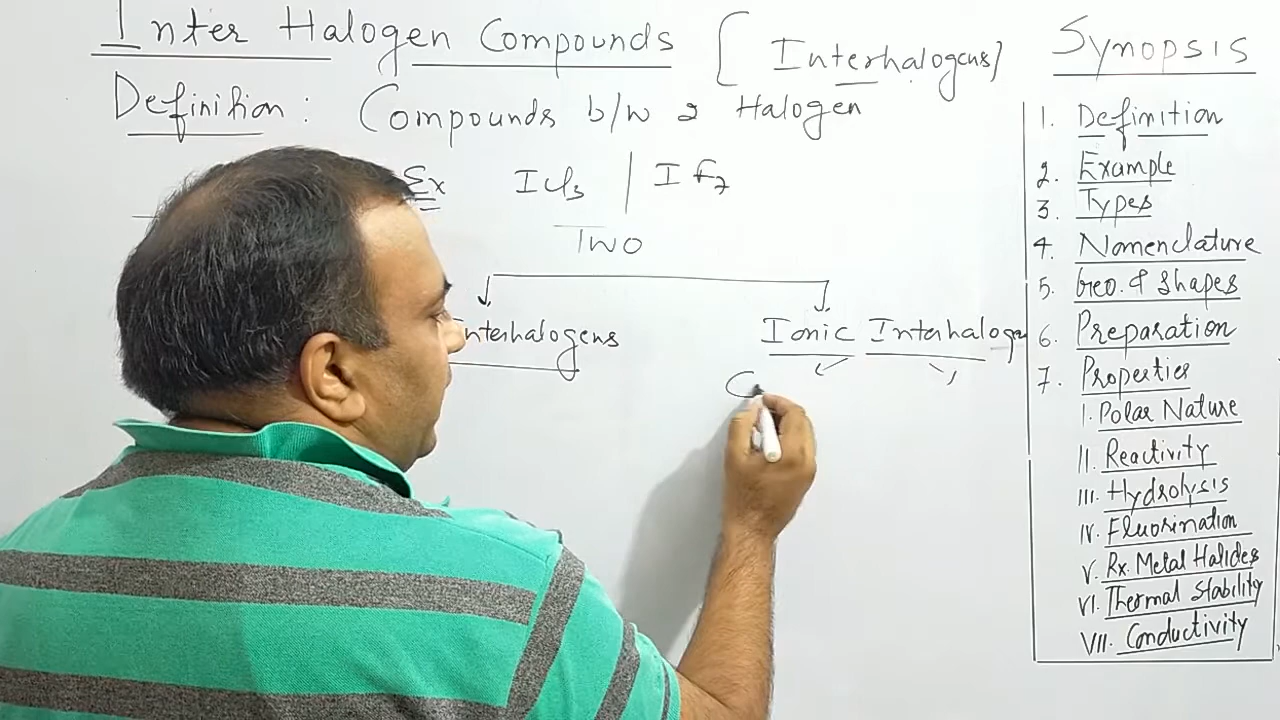 Inter Halogen Compounds [Interhalogens]
Definition : Compounds b/w 2 Halogen
Ex ICl3 | IF7
Two
Interhalogens
Ionic Interhalogen
C
Synopsis
1. Definition
2. Example
3. Types
4. Nomenclature
5. Geo. & Shapes
6. Preparation
7. Properties
I. Polar Nature
II. Reactivity
III. Hydrolysis
IV. Fluorination
V. Rx. Metal Halides
VI. Thermal Stability
VII. Conductivity